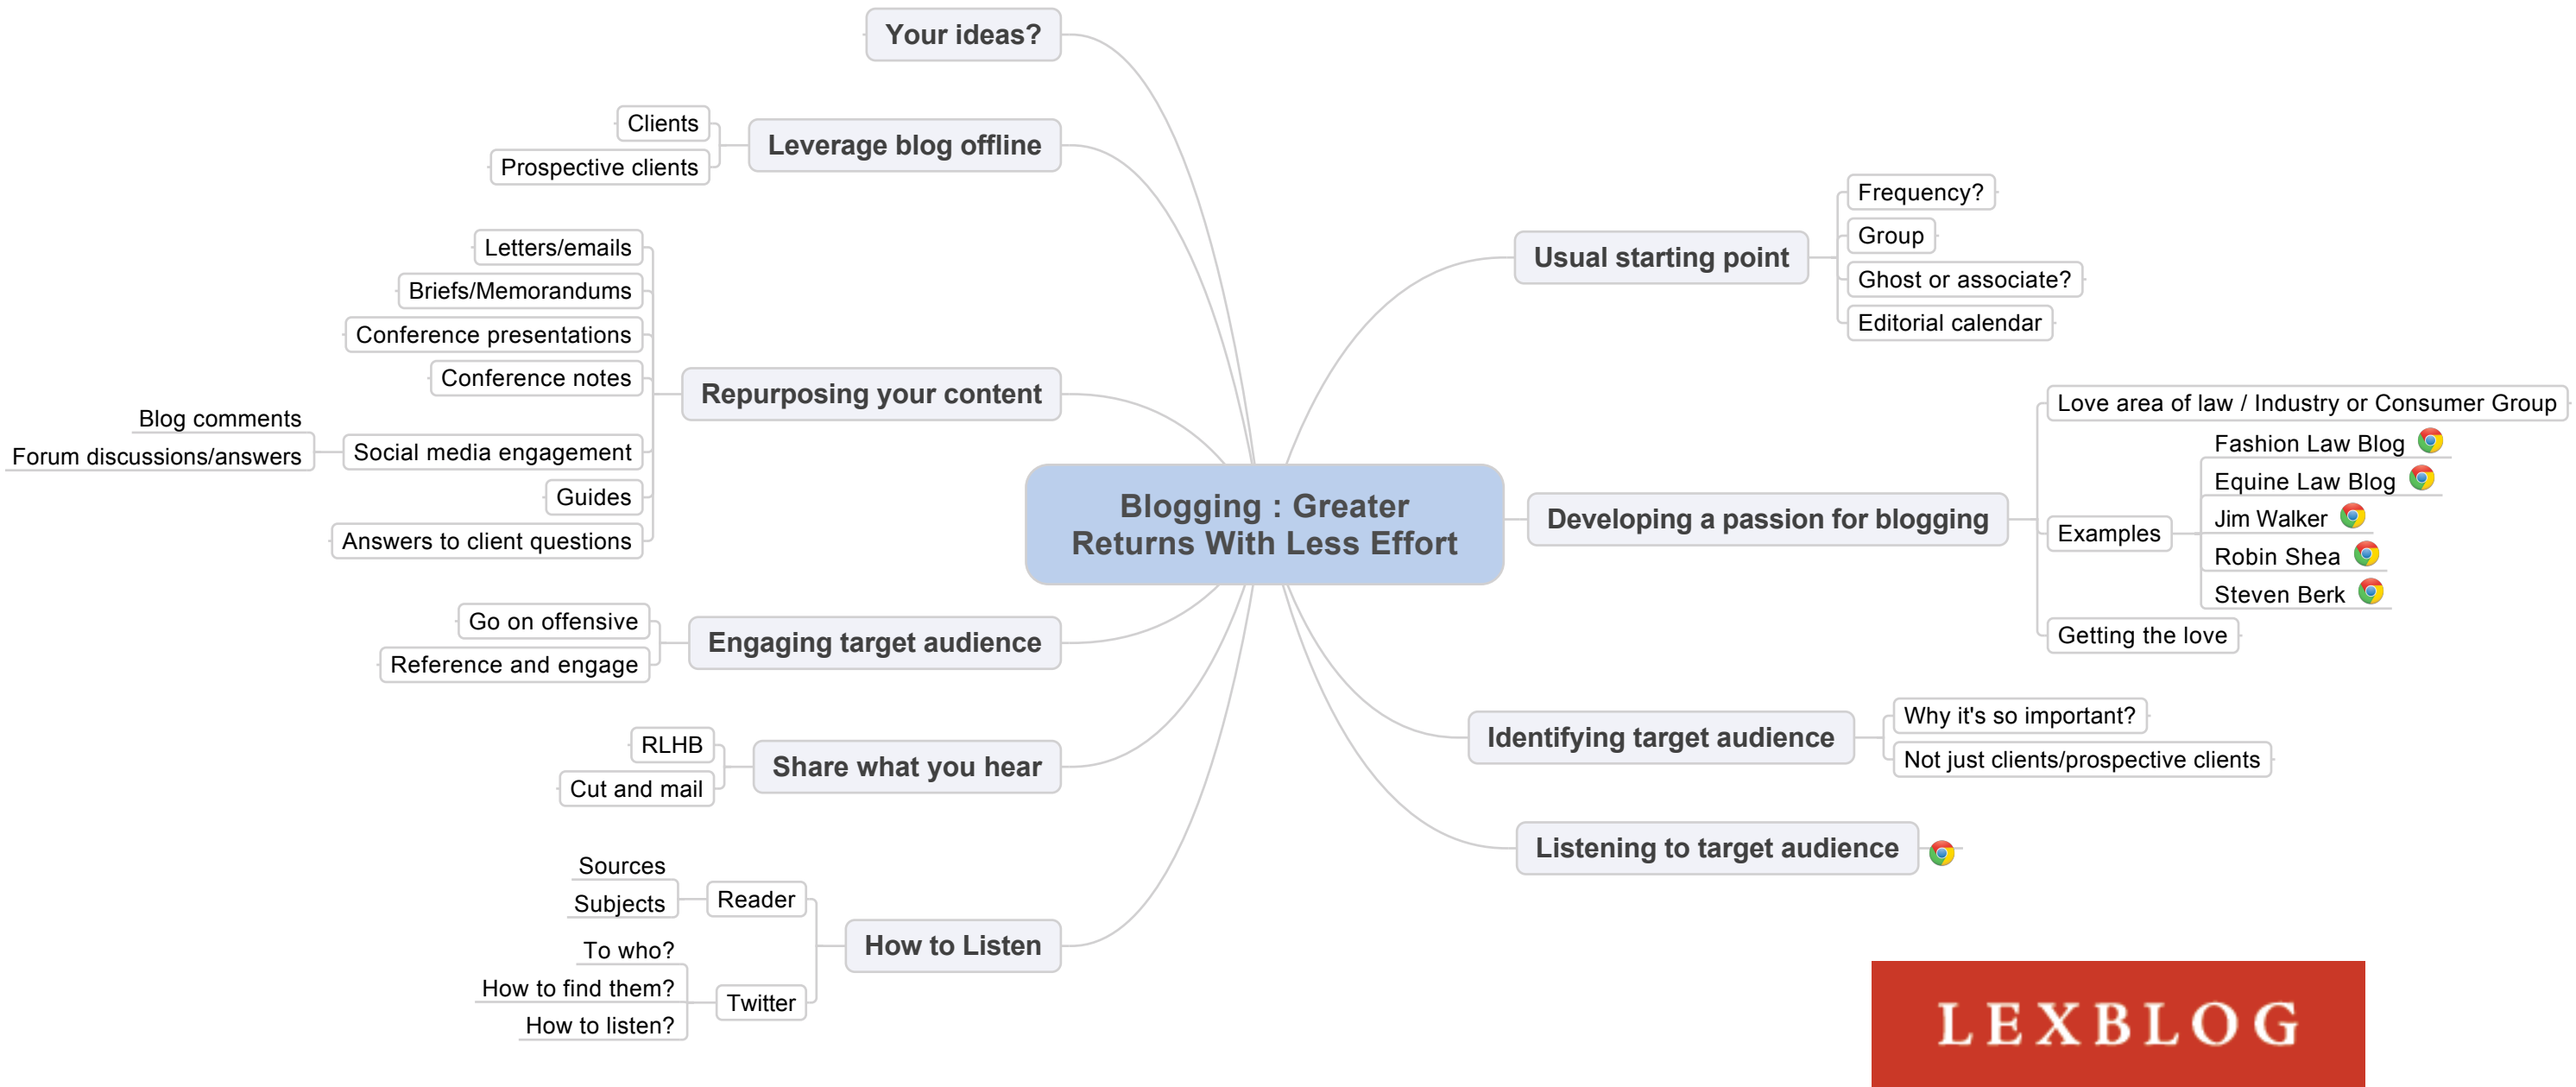 Your ideas?
Leverage blog offline
Clients
Prospective clients
Repurposing your content
Letters/emails
Briefs/Memorandums
Conference presentations
Conference notes
Social media engagement
Blog comments
Forum discussions/answers
Guides
Answers to client questions
Engaging target audience
Go on offensive
Reference and engage
Share what you hear
RLHB
Cut and mail
How to Listen
Reader
Sources
Subjects
Twitter
To who?
How to find them?
How to listen?
Blogging : Greater
Returns With Less Effort
Usual starting point
Frequency?
Group
Ghost or associate?
Editorial calendar
Developing a passion for blogging
Love area of law / Industry or Consumer Group
Examples
Fashion Law Blog
Equine Law Blog
Jim Walker
Robin Shea
Steven Berk
Getting the love
Identifying target audience
Why it's so important?
Not just clients/prospective clients
Listening to target audience
LEXBLOG